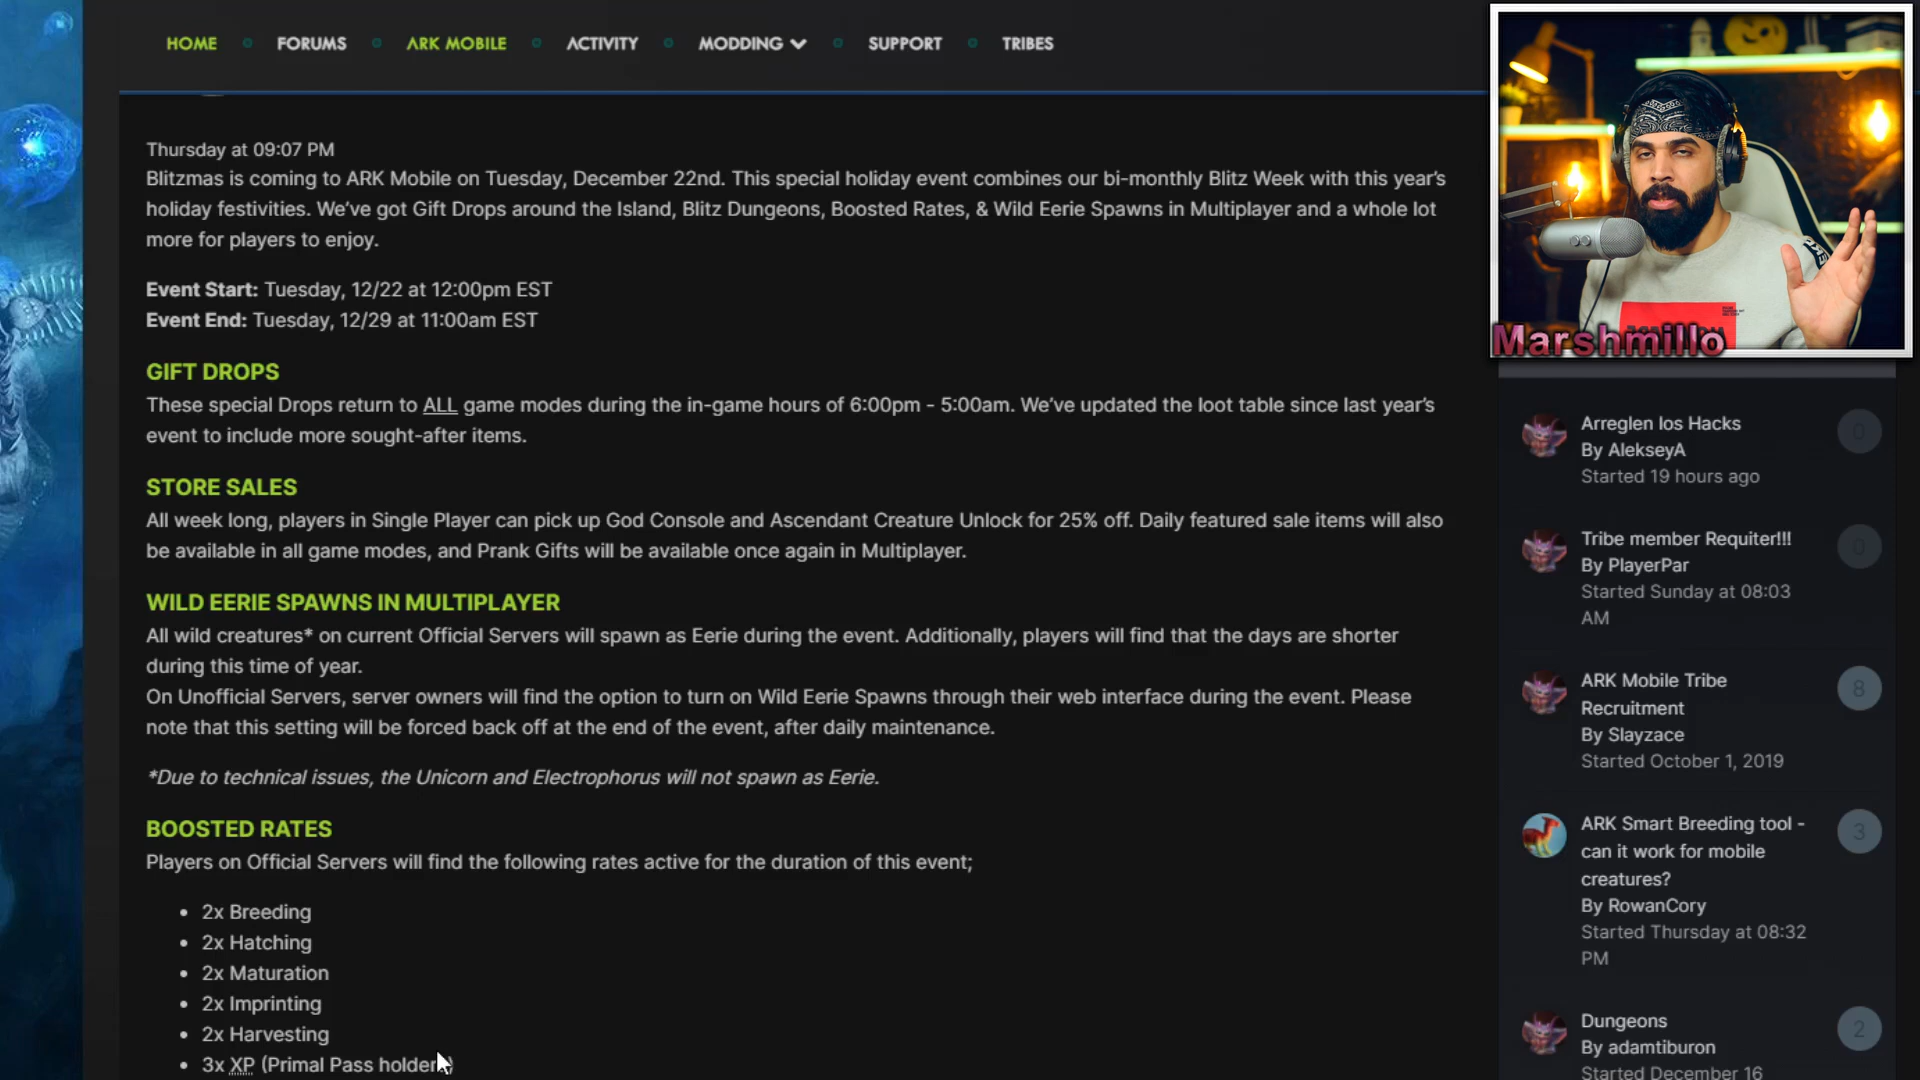 HOME
FORUMS
ARK MOBILE
ACTIVITY
MODDING
SUPPORT
TRIBES
Thursday at 09:07 PM
Blitzmas is coming to ARK Mobile on Tuesday, December 22nd. This special holiday event combines our bi-monthly Blitz Week with this year's
holiday festivities. We've got Gift Drops around the Island, Blitz Dungeons, Boosted Rates, & Wild Eerie Spawns in Multiplayer and a whole lot
more for players to enjoy.
Event Start: Tuesday, 12/22 at 12:00pm EST
Event End: Tuesday, 12/29 at 11:00am EST
GIFT DROPS
These special Drops return to ALL game modes during the in-game hours of 6:00pm - 5:00am. We've updated the loot table since last year's
event to include more sought-after items.
STORE SALES
All week long, players in Single Player can pick up God Console and Ascendant Creature Unlock for 25% off. Daily featured sale items will also
be available in all game modes, and Prank Gifts will be available once again in Multiplayer.
WILD EERIE SPAWNS IN MULTIPLAYER
All wild creatures* on current Official Servers will spawn as Eerie during the event. Additionally, players will find that the days are shorter
during this time of year.
On Unofficial Servers, server owners will find the option to turn on Wild Eerie Spawns through their web interface during the event. Please
note that this setting will be forced back off at the end of the event, after daily maintenance.
*Due to technical issues, the Unicorn and Electrophorus will not spawn as Eerie.
BOOSTED RATES
Players on Official Servers will find the following rates active for the duration of this event;
• 2x Breeding
• 2x Hatching
• 2x Maturation
• 2x Imprinting
• 2x Harvesting
• 3x XP (Primal Pass holder
Marshmillo
Arreglen los Hacks
By AlekseyA
Started 19 hours ago
0
Tribe member Requiter!!!
By PlayerPar
Started Sunday at 08:03
AM
0
ARK Mobile Tribe
Recruitment
By Slayzace
Started October 1, 2019
8
ARK Smart Breeding tool -
can it work for mobile
creatures?
By RowanCory
Started Thursday at 08:32
PM
3
Dungeons
By adamtiburon
Started December 16
2